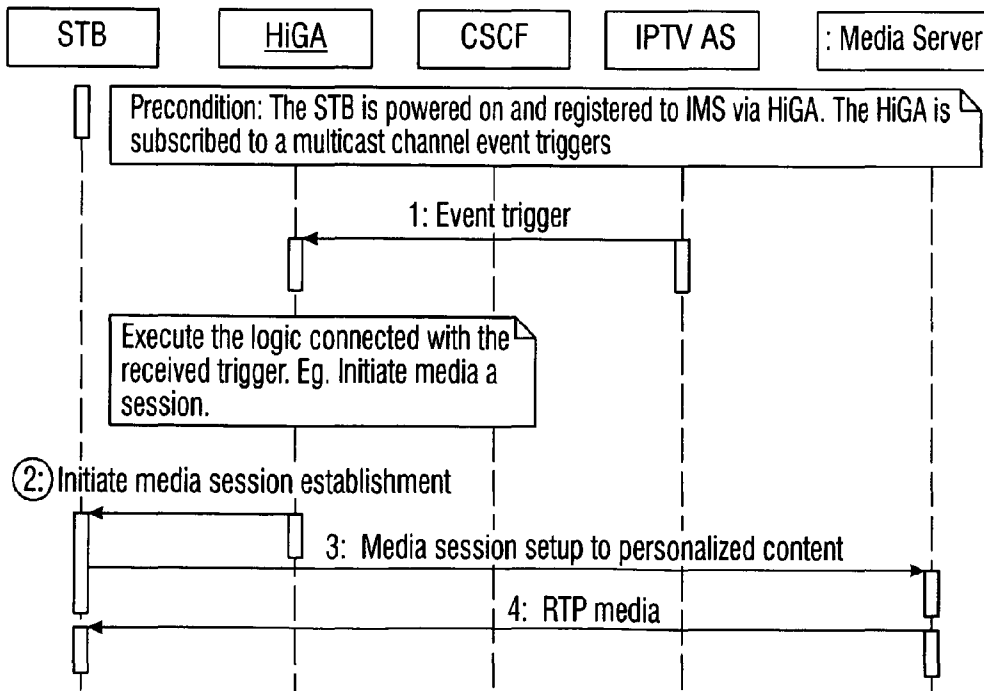 STB
HiGA
CSCF
IPTV AS
: Media Server
Precondition: The STB is powered on and registered to IMS via HiGA. The HiGA is
subscribed to a multicast channel event triggers
1: Event trigger
Execute the logic connected with the
received trigger. Eg. Initiate media a
session.
2: Initiate media session establishment
3: Media session setup to personalized content
4: RTP media